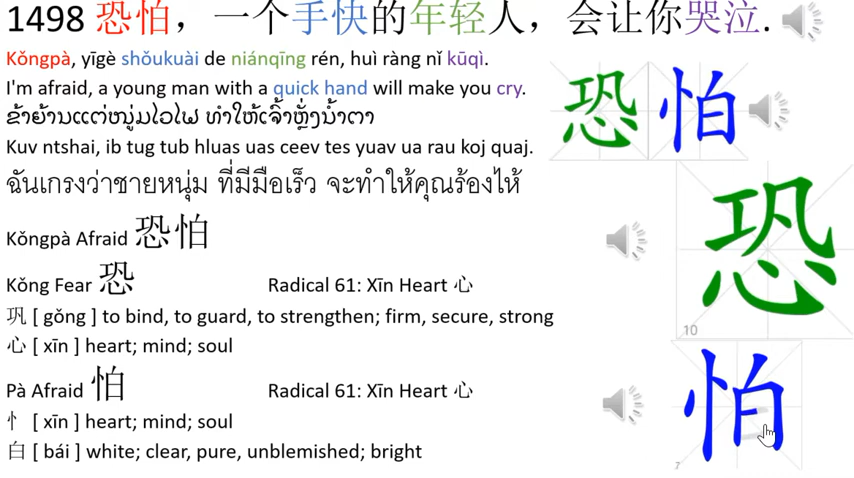 1498 恐怕，一个手快的年轻人，会让你哭泣.
Kǒngpà, yīgè shǒukuài de niánqīng rén, huì ràng nǐ kūqì.
I'm afraid, a young man with a quick hand will make you cry.
ຂ້າຍ້ານແຕ່ໜຸ່ມໄວໄຟ ທຳໃຫ້ເຈົ້າຫຼັ່ງນ້ຳຕາ
Kuv ntshai, ib tug tub hluas uas ceev tes yuav ua rau koj quaj.
ฉันเกรงว่าชายหนุ่ม ที่มีมือเร็ว จะทำให้คุณร้องไห้
恐怕
Kǒngpà Afraid 恐怕
恐
10
Kǒng Fear 恐 Radical 61: Xīn Heart 心
巩 [ gǒng ] to bind, to guard, to strengthen; firm, secure, strong
心 [ xīn ] heart; mind; soul
Pà Afraid 怕 Radical 61: Xīn Heart 心
忄 [ xīn ] heart; mind; soul
白 [ bái ] white; clear, pure, unblemished; bright
怕
7